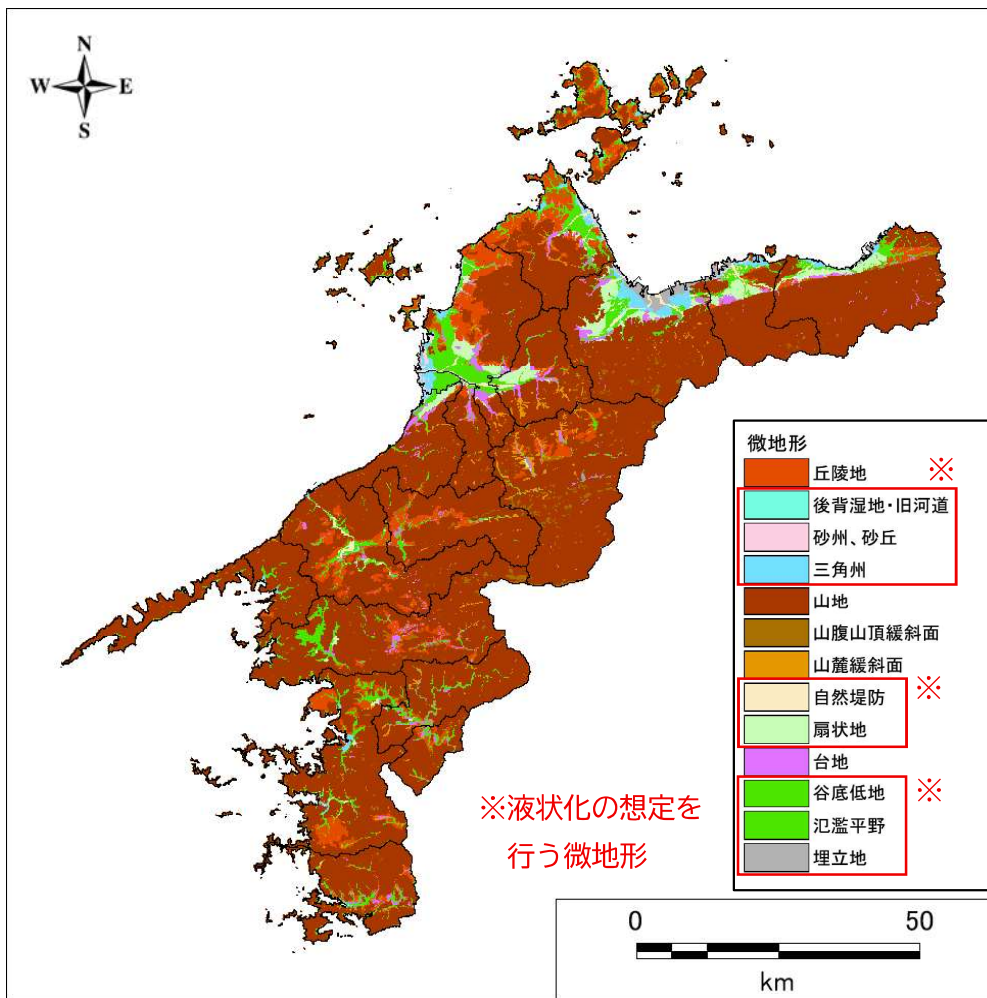 N
W E
S
微地形
丘陵地 ※
後背湿地・旧河道
砂州、砂丘
三角州
山地
山腹山頂緩斜面
山麓緩斜面
自然堤防 ※
扇状地
台地
谷底低地 ※
氾濫平野
埋立地
※液状化の想定を
行う微地形
0 50
km